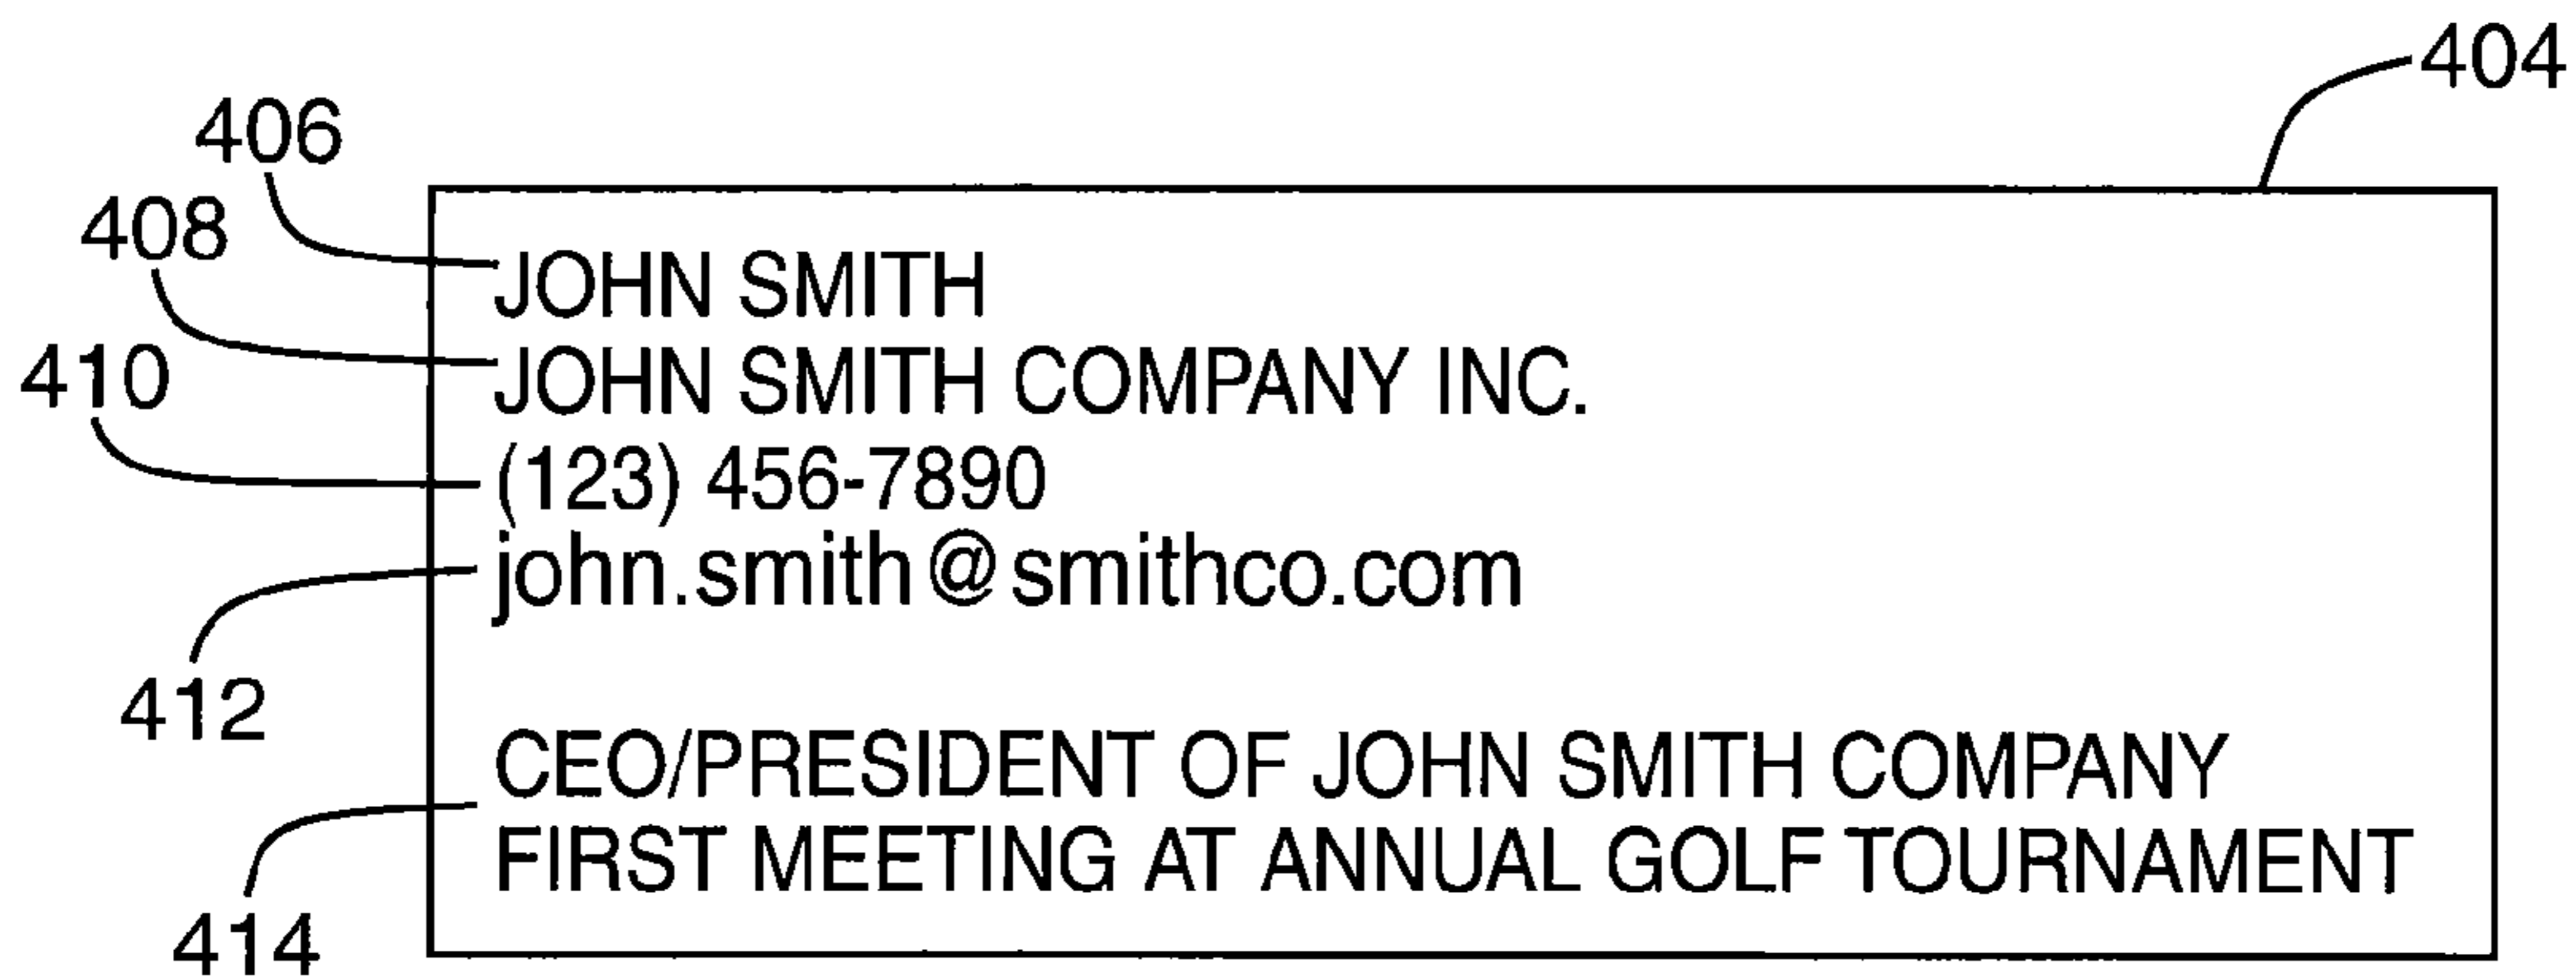 404
406
408
JOHN SMITH
JOHN SMITH COMPANY INC.
410
(123) 456-7890
john.smith@smithco.com
412
CEO/PRESIDENT OF JOHN SMITH COMPANY
FIRST MEETING AT ANNUAL GOLF TOURNAMENT
414